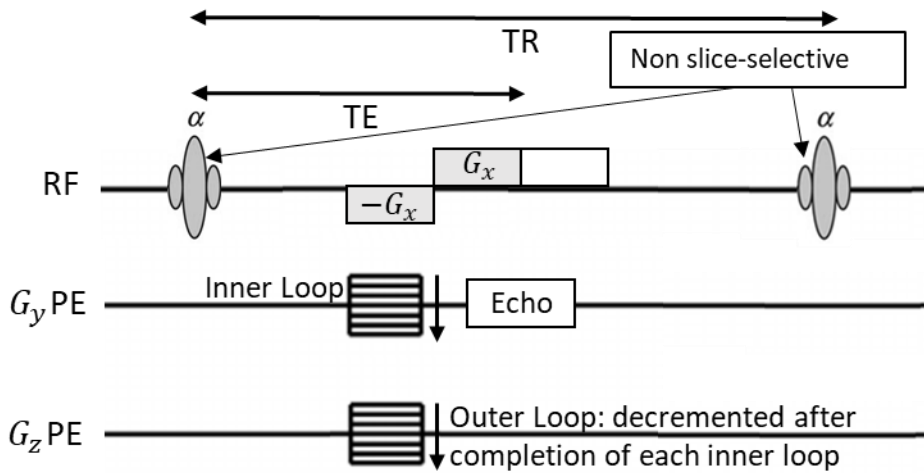 TR
Non slice-selective
TE
α
α
RF
G_x
−G_x
Inner Loop
G_y PE
Echo
G_z PE
Outer Loop: decremented after
completion of each inner loop